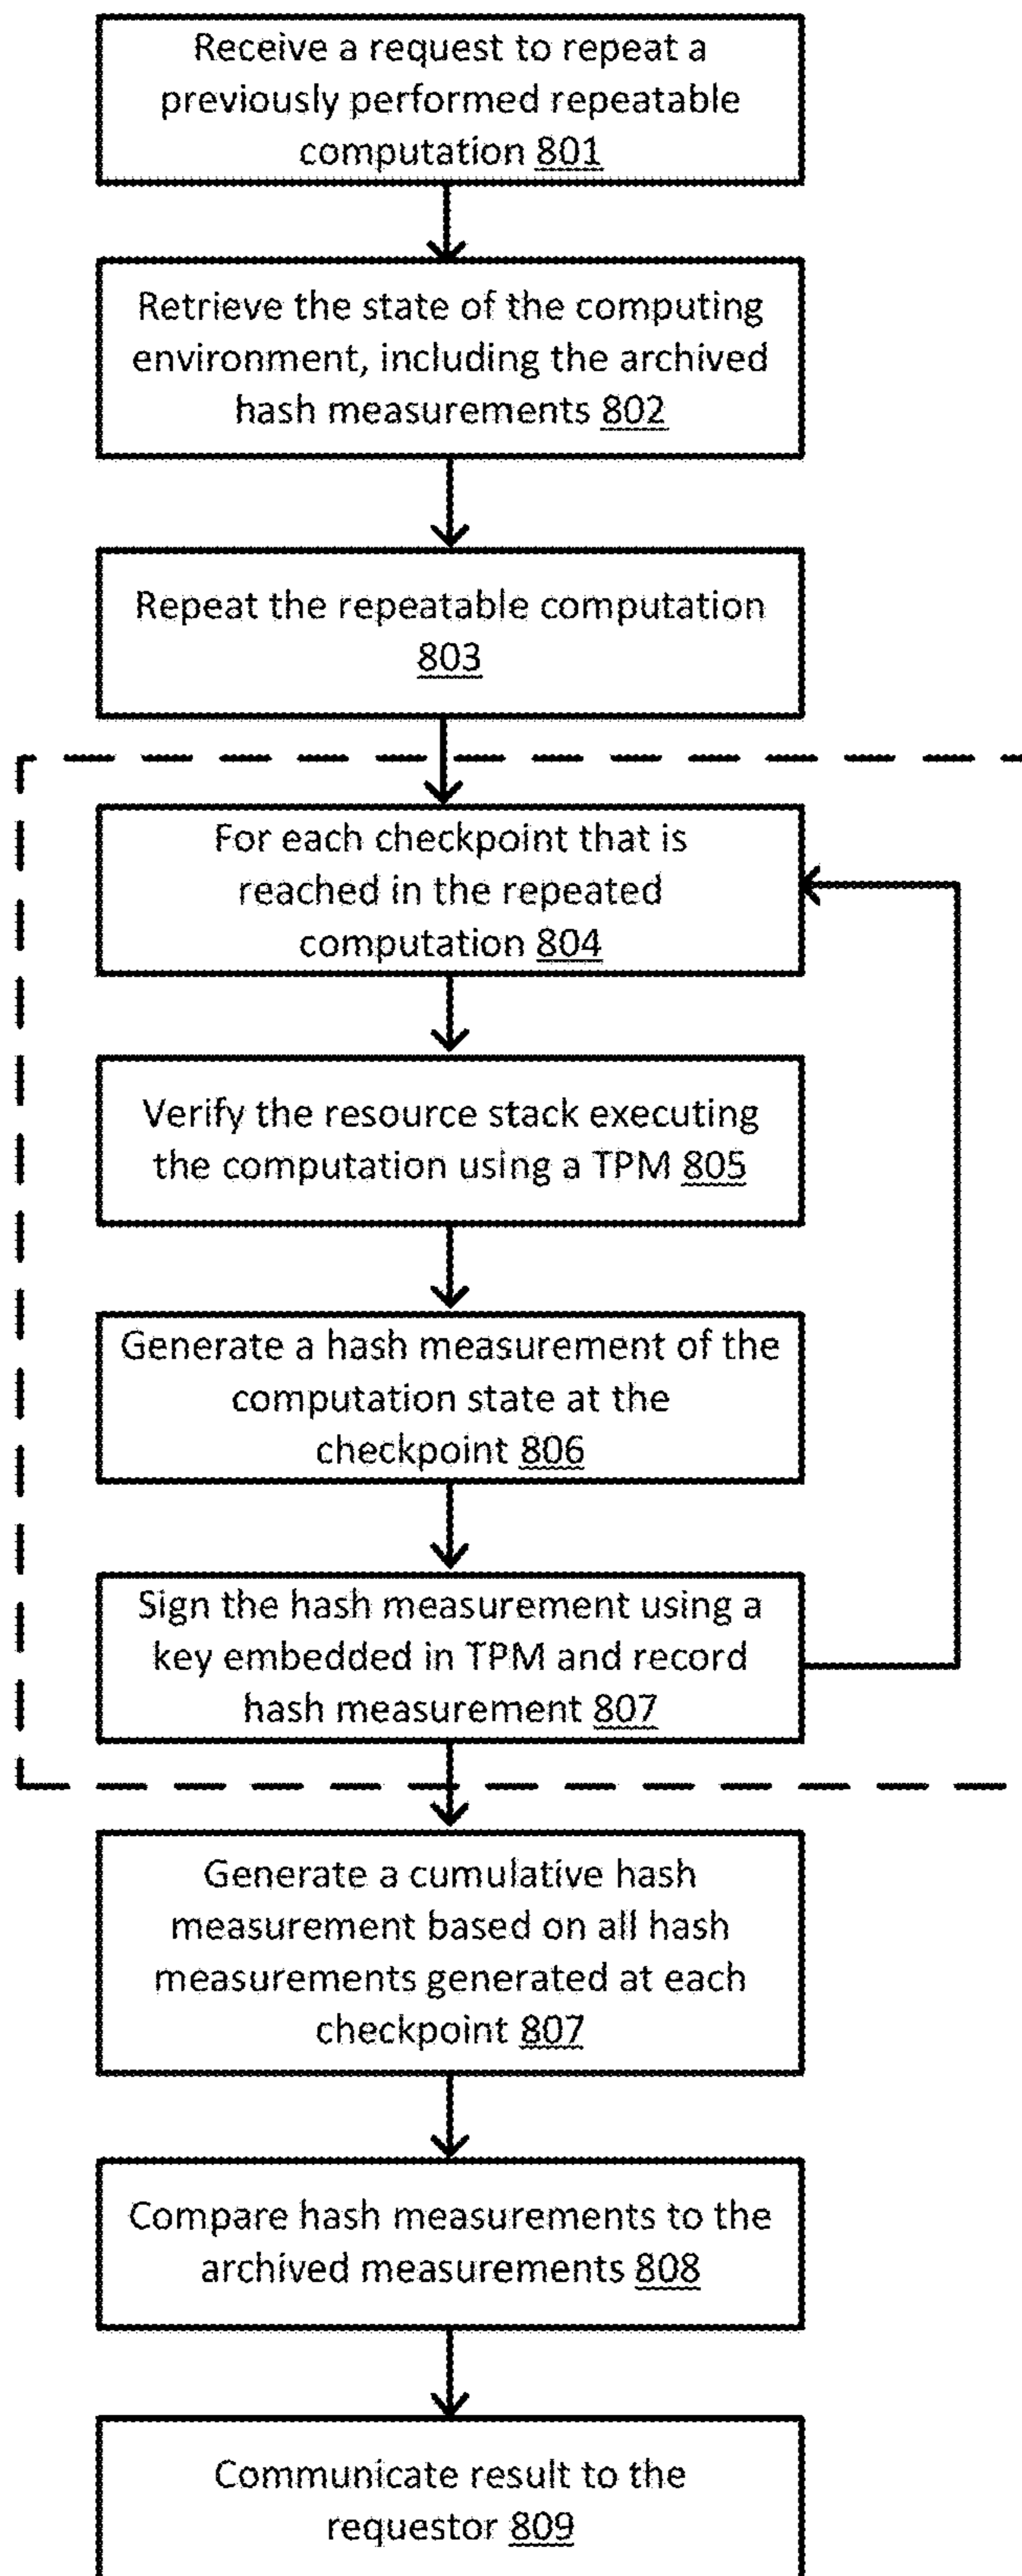 Receive a request to repeat a
previously performed repeatable
computation 801
Retrieve the state of the computing
environment, including the archived
hash measurements 802
Repeat the repeatable computation
803
For each checkpoint that is
reached in the repeated
computation 804
Verify the resource stack executing
the computation using a TPM 805
Generate a hash measurement of the
computation state at the
checkpoint 806
Sign the hash measurement using a
key embedded in TPM and record
hash measurement 807
Generate a cumulative hash
measurement based on all hash
measurements generated at each
checkpoint 807
Compare hash measurements to the
archived measurements 808
Communicate result to the
requestor 809